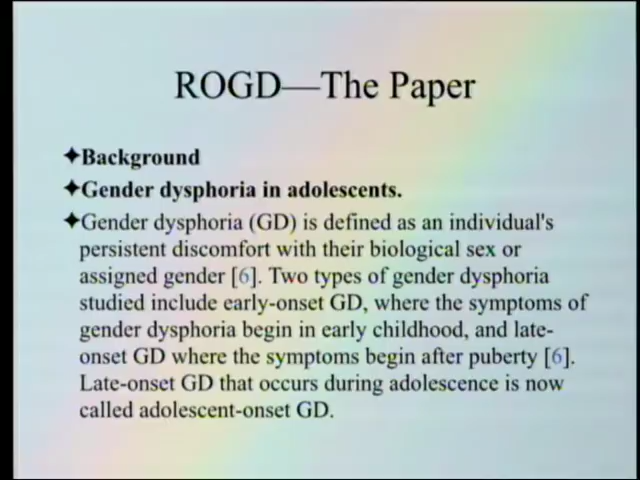 ROGD—The Paper
✦Background
✦Gender dysphoria in adolescents.
✦Gender dysphoria (GD) is defined as an individual's
persistent discomfort with their biological sex or
assigned gender [6]. Two types of gender dysphoria
studied include early-onset GD, where the symptoms of
gender dysphoria begin in early childhood, and late-
onset GD where the symptoms begin after puberty [6].
Late-onset GD that occurs during adolescence is now
called adolescent-onset GD.